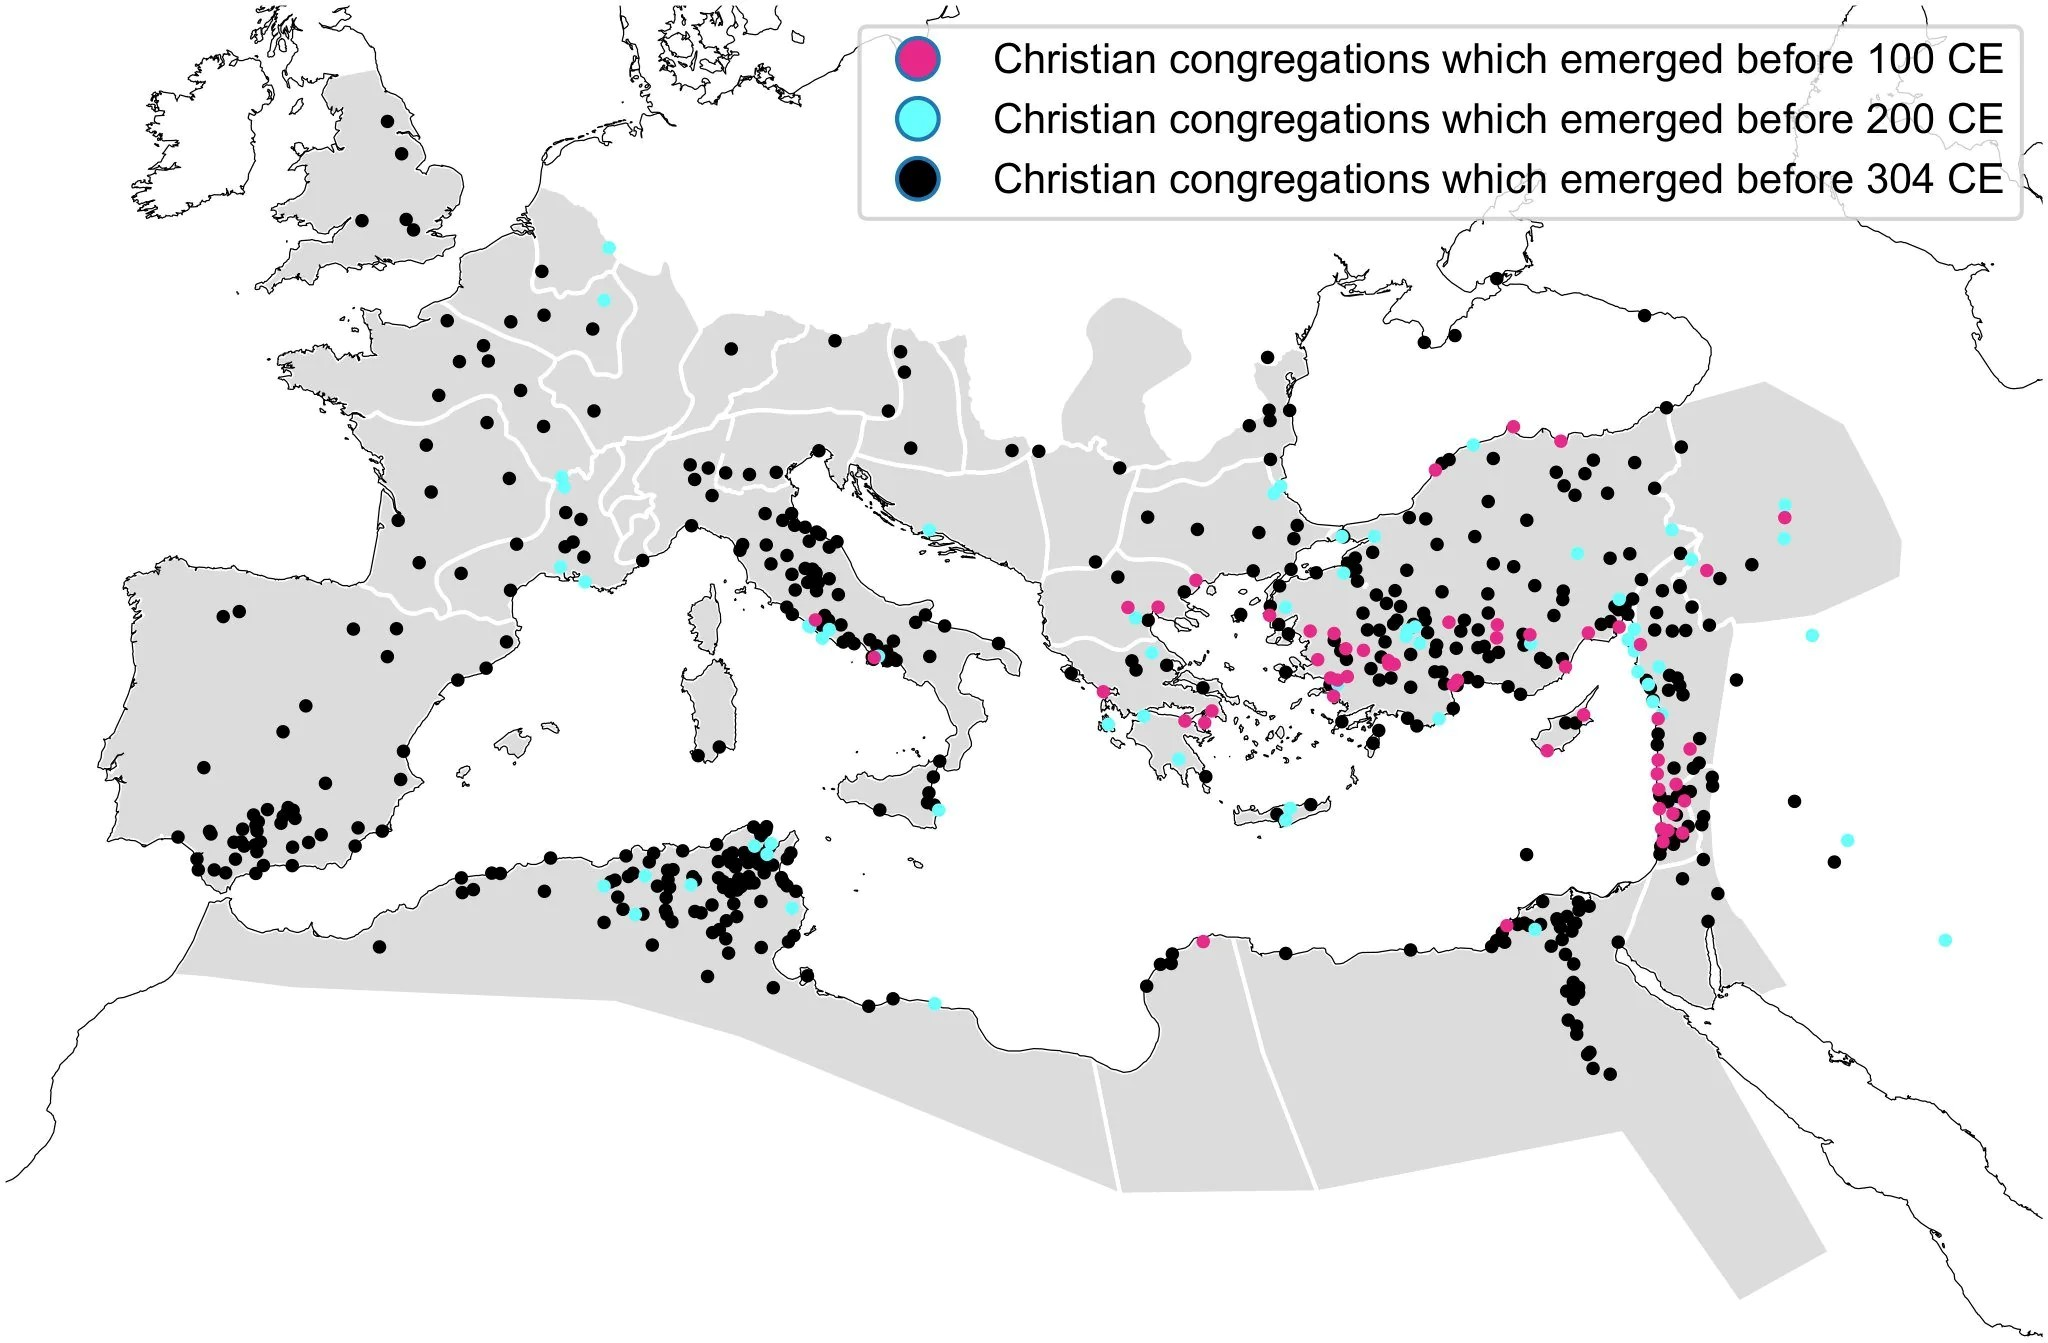 Christian congregations which emerged before 100 CE
Christian congregations which emerged before 200 CE
Christian congregations which emerged before 304 CE